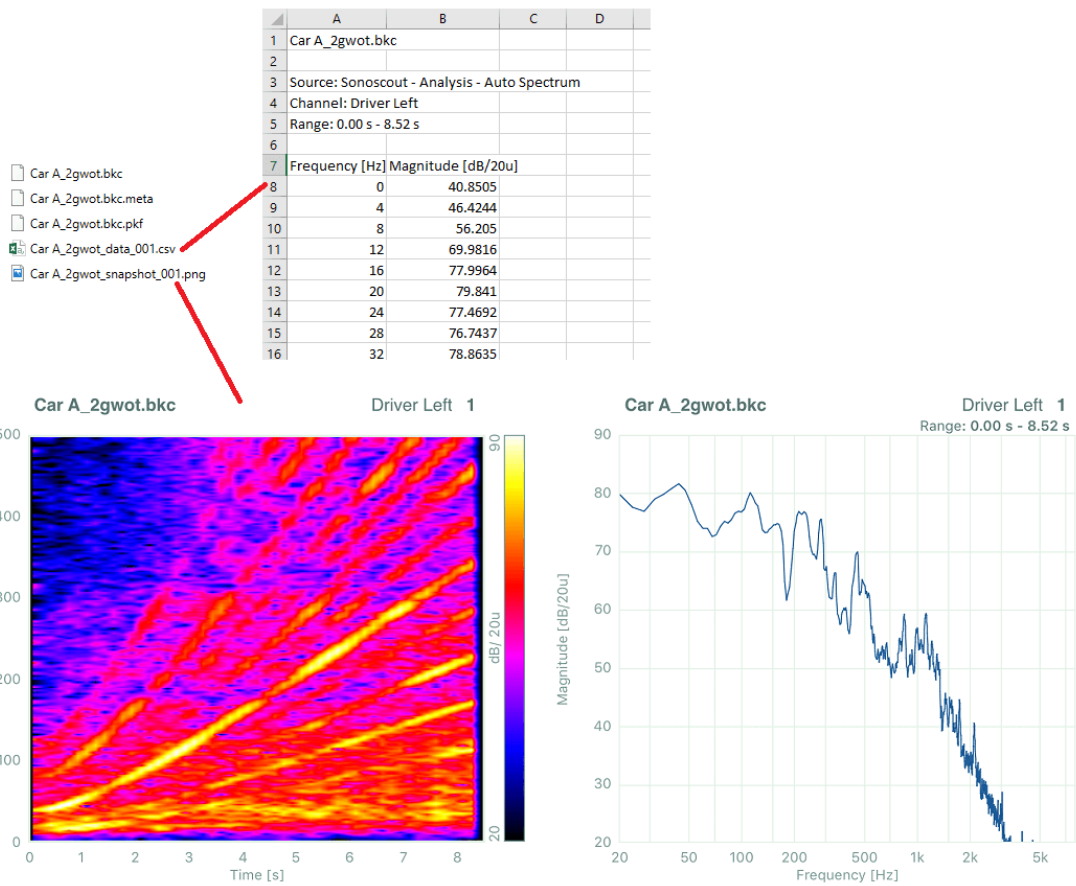 A B C D
1 Car A_2gwot.bkc
2
3 Source: Sonoscout - Analysis - Auto Spectrum
4 Channel: Driver Left
5 Range: 0.00 s - 8.52 s
6
7 Frequency [Hz] Magnitude [dB/20u]
8 0 40.8505
9 4 46.4244
10 8 56.205
11 12 69.9816
12 16 77.9964
13 20 79.841
14 24 77.4692
15 28 76.7437
16 32 78.8635
Car A_2gwot.bkc
Car A_2gwot.bkc.meta
Car A_2gwot.bkc.pkf
Car A_2gwot_data_001.csv
Car A_2gwot_snapshot_001.png
Car A_2gwot.bkc Driver Left 1
500
400
300
200
100
0
0 1 2 3 4 5 6 7 8
Time [s]
90
dB/ 20u
20
Car A_2gwot.bkc Driver Left 1
Range: 0.00 s - 8.52 s
90
80
70
60
50
40
30
20
Magnitude [dB/20u]
20 50 100 200 500 1k 2k 5k
Frequency [Hz]